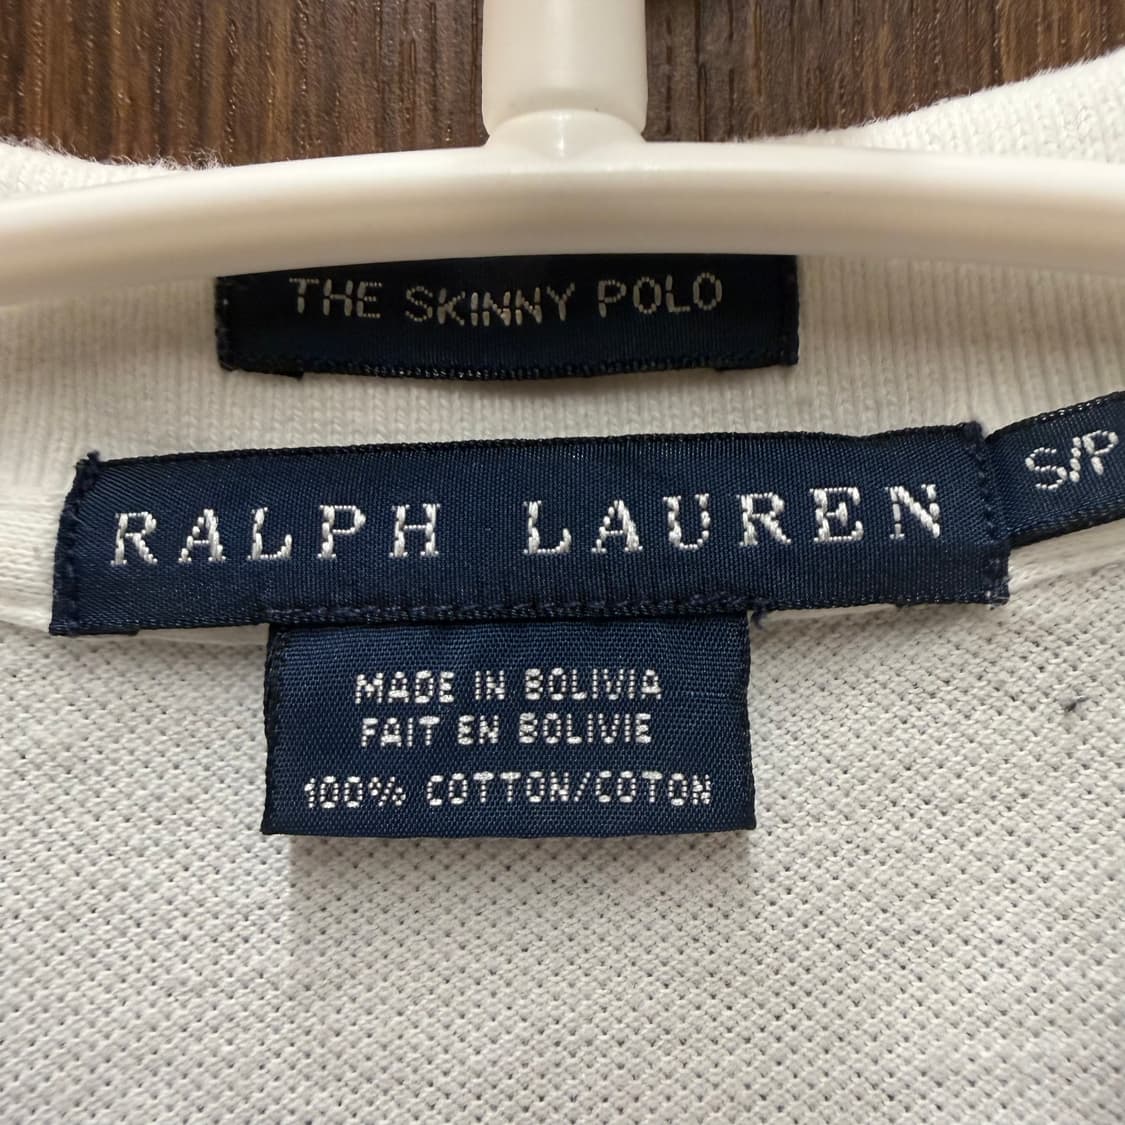 THE SKINNY POLO
RALPH LAUREN
S/P
MADE IN BOLIVIA
FAIT EN BOLIVIE
100% COTTON/COTON